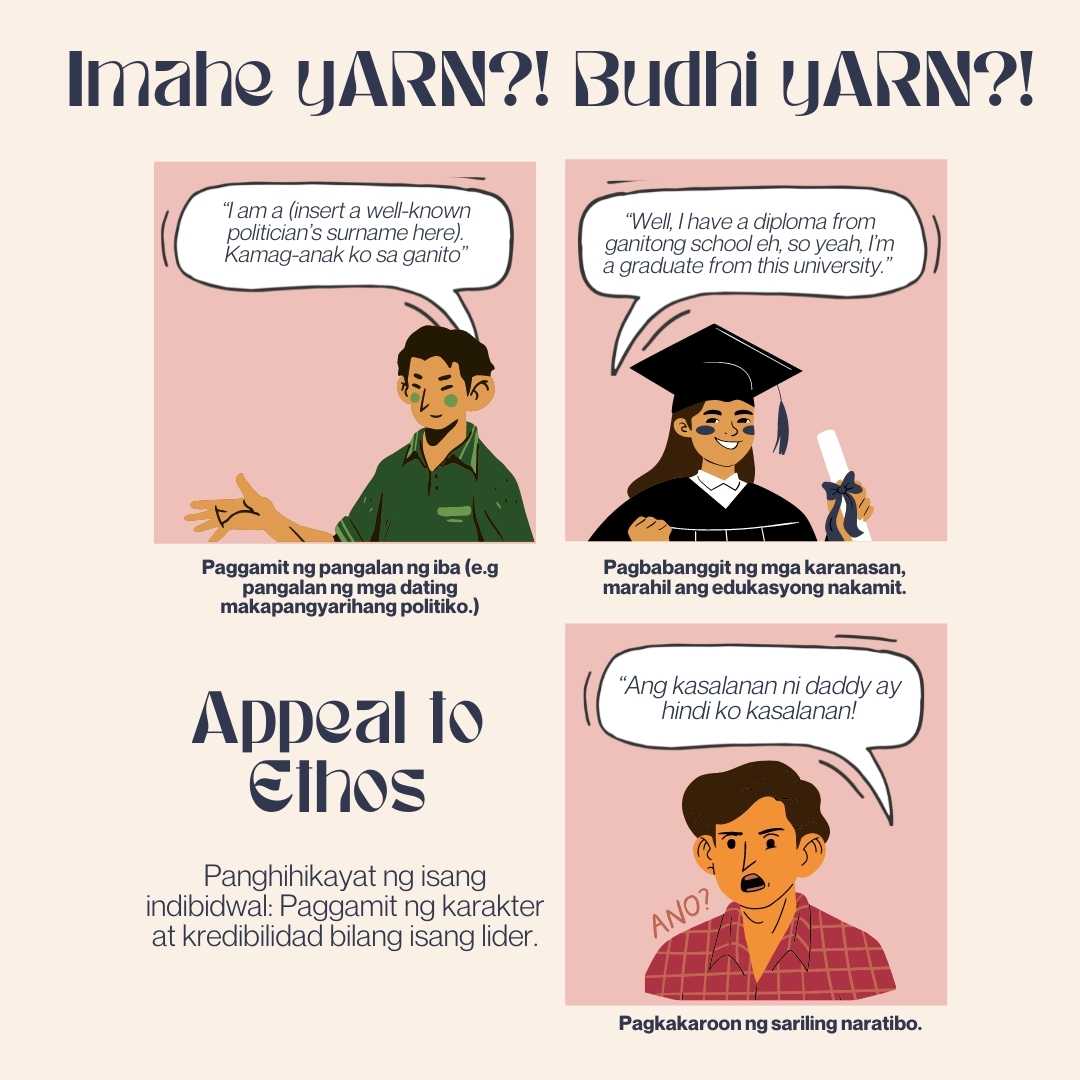 Imahe yARN?! Budhi yARN?!
“I am a (insert a well-known
politician’s surname here).
Kamag-anak ko sa ganito”
Paggamit ng pangalan ng iba (e.g
pangalan ng mga dating
makapangyarihang politiko.)
“Well, I have a diploma from
ganitong school eh, so yeah, I’m
a graduate from this university.”
Pagbabanggit ng mga karanasan,
marahil ang edukasyong nakamit.
Appeal to
Ethos
Panghihikayat ng isang
indibidwal: Paggamit ng karakter
at kredibilidad bilang isang lider.
“Ang kasalanan ni daddy ay
hindi ko kasalanan!
ANO?
Pagkakaroon ng sariling naratibo.